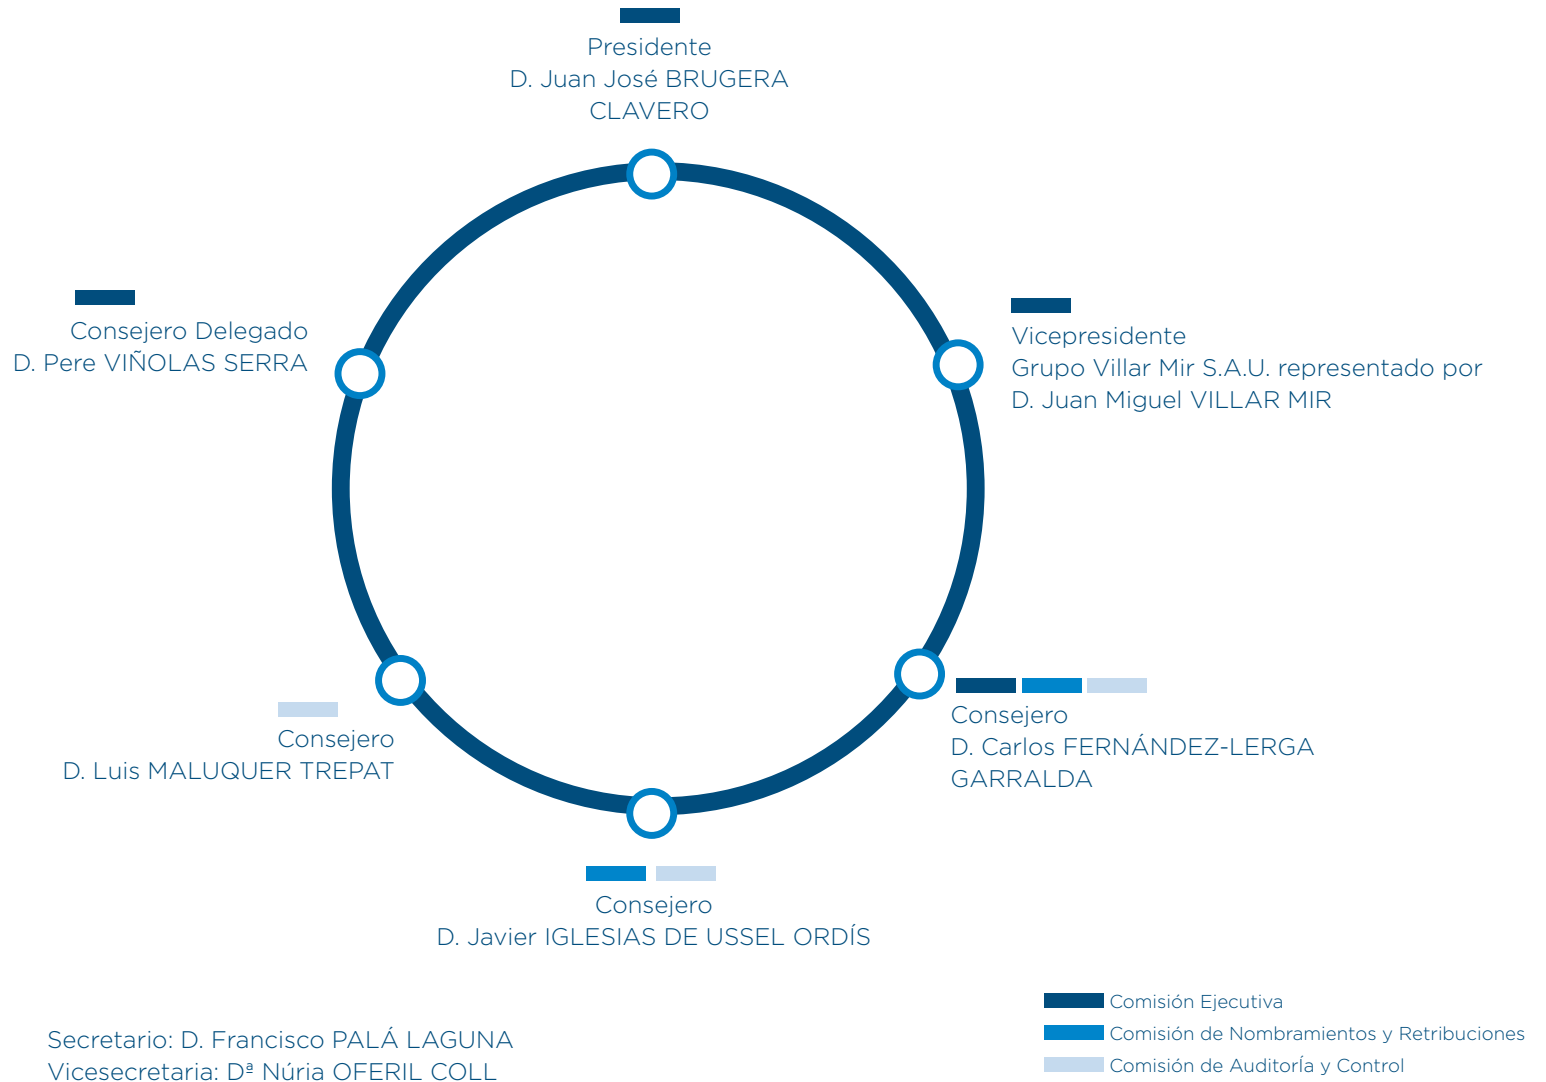 Presidente
D. Juan José BRUGERA
CLAVERO
Consejero Delegado
D. Pere VIÑOLAS SERRA
Vicepresidente
Grupo Villar Mir S.A.U. representado por
D. Juan Miguel VILLAR MIR
Consejero
D. Luis MALUQUER TREPAT
Consejero
D. Carlos FERNÁNDEZ-LERGA
GARRALDA
Consejero
D. Javier IGLESIAS DE USSEL ORDÍS
Secretario: D. Francisco PALÁ LAGUNA
Vicesecretaria: Dª Núria OFERIL COLL
Comisión Ejecutiva
Comisión de Nombramientos y Retribuciones
Comisión de AuditorÍa y Control